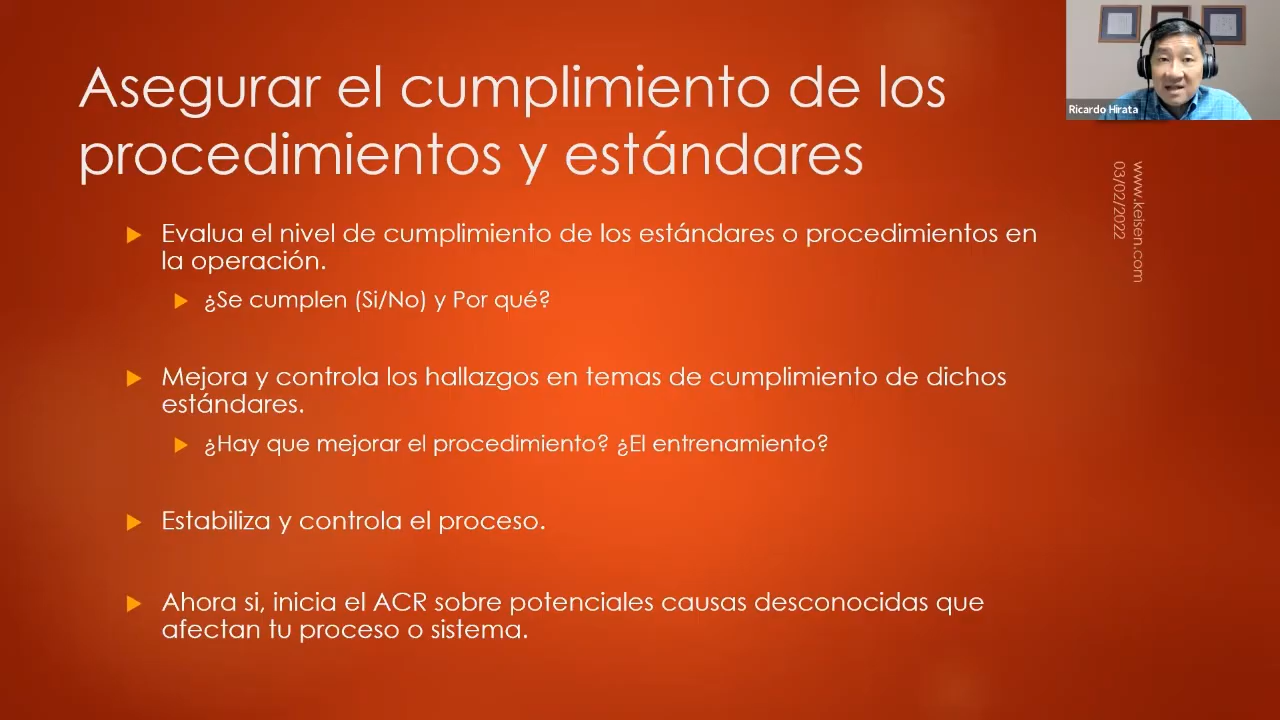 Asegurar el cumplimiento de los
procedimientos y estándares
Evalua el nivel de cumplimiento de los estándares o procedimientos en
la operación.
¿Se cumplen (Si/No) y Por qué?
Mejora y controla los hallazgos en temas de cumplimiento de dichos
estándares.
¿Hay que mejorar el procedimiento? ¿El entrenamiento?
Estabiliza y controla el proceso.
Ahora si, inicia el ACR sobre potenciales causas desconocidas que
afectan tu proceso o sistema.
Ricardo Hirata
www.keisen.com
03/02/2022